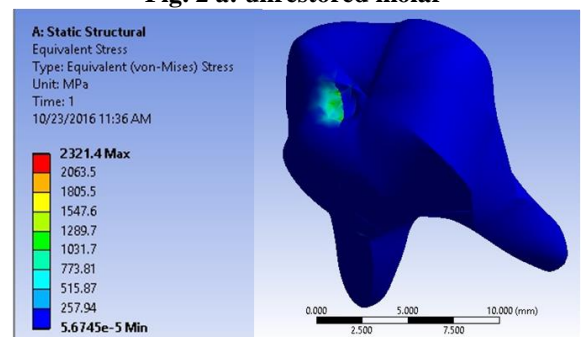 Fig. 2 a: unrestored molar
A: Static Structural
Equivalent Stress
Type: Equivalent (von-Mises) Stress
Unit: MPa
Time: 1
10/23/2016 11:36 AM
2321.4 Max
2063.5
1805.5
1547.6
1289.7
1031.7
773.81
515.87
257.94
5.6745e-5 Min
0.000 5.000 10.000 (mm)
2.500 7.500